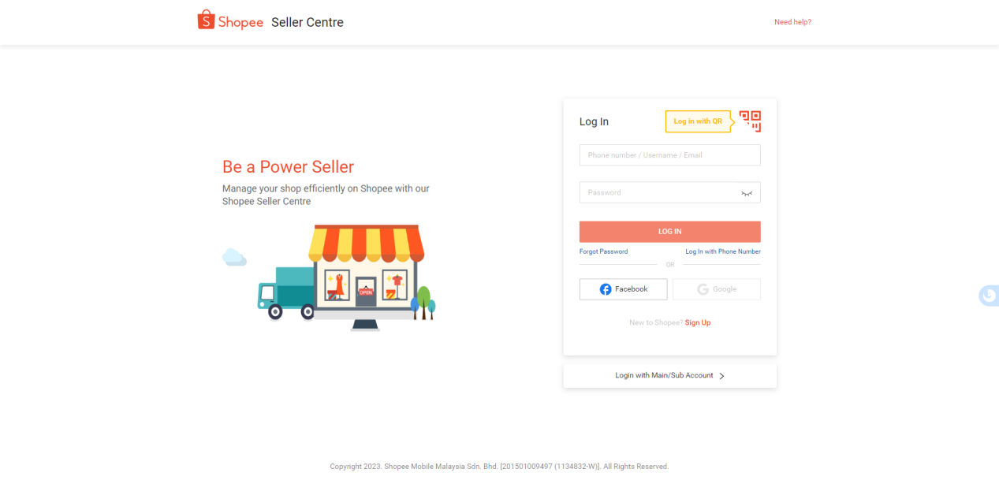 Shopee Seller Centre
Need help?
Be a Power Seller
Manage your shop efficiently on Shopee with our
Shopee Seller Centre
OPEN
Log In
Log in with QR
Phone number / Username / Email
Password
LOG IN
Forgot Password
Log In with Phone Number
OR
Facebook
Google
New to Shopee? Sign Up
Login with Main/Sub Account
Copyright 2023. Shopee Mobile Malaysia Sdn. Bhd. [201501009497 (1134832-W)]. All Rights Reserved.